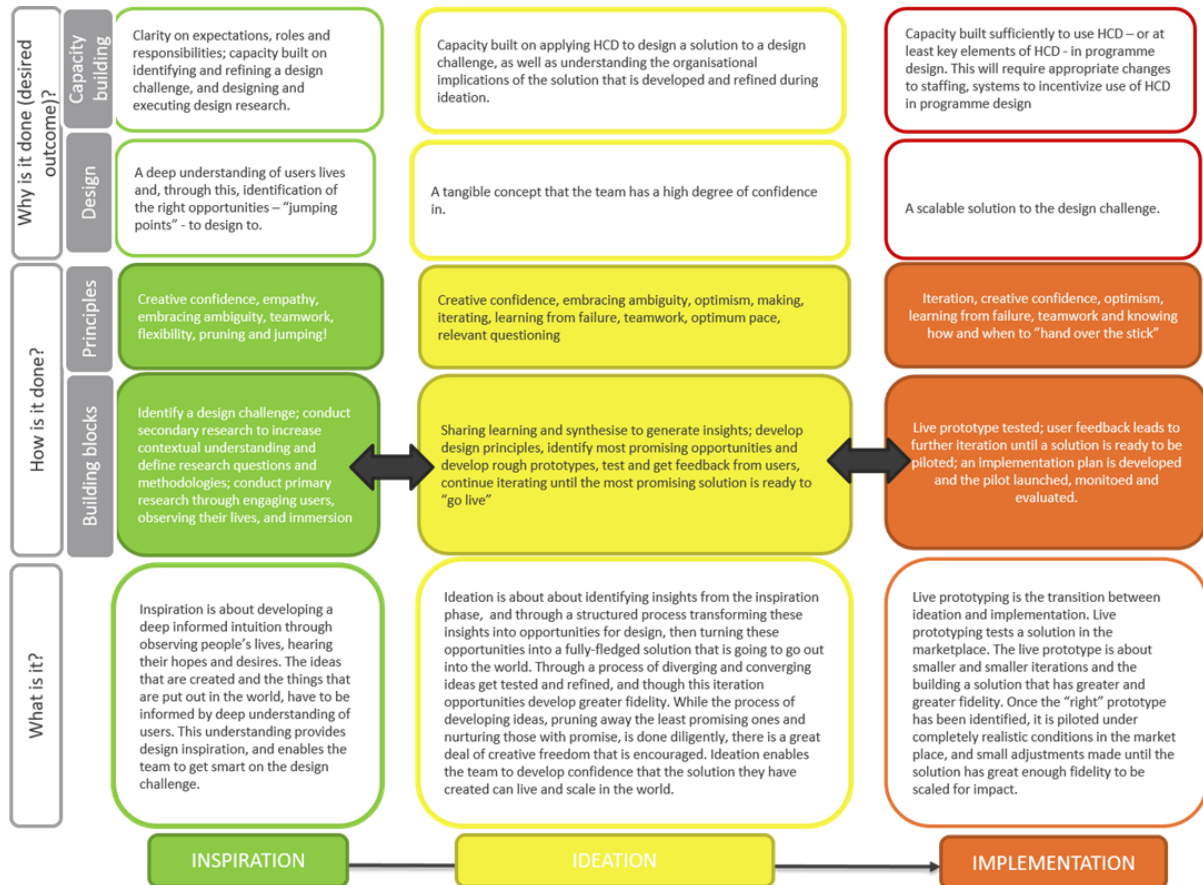 Why is it done (desired
outcome)?
Capacity
building
Clarity on expectations, roles and
responsibilities; capacity built on
identifying and refining a design
challenge, and designing and
executing design research.
Capacity built on applying HCD to design a solution to a design
challenge, as well as understanding the organisational
implications of the solution that is developed and refined during
ideation.
Capacity built sufficiently to use HCD – or at
least key elements of HCD - in programme
design. This will require appropriate changes
to staffing, systems to incentivize use of HCD
in programme design
Design
A deep understanding of users lives
and, through this, identification of
the right opportunities – “jumping
points” - to design to.
A tangible concept that the team has a high degree of confidence
in.
A scalable solution to the design challenge.
How is it done?
Principles
Creative confidence, empathy,
embracing ambiguity, teamwork,
flexibility, pruning and jumping!
Creative confidence, embracing ambiguity, optimism, making,
iterating, learning from failure, teamwork, optimum pace,
relevant questioning
Iteration, creative confidence, optimism,
learning from failure, teamwork and knowing
how and when to ”hand over the stick”
Building blocks
Identify a design challenge; conduct
secondary research to increase
contextual understanding and
define research questions and
methodologies; conduct primary
research through engaging users,
observing their lives, and immersion
Sharing learning and synthesise to generate insights; develop
design principles, identify most promising opportunities and
develop rough prototypes, test and get feedback from users,
continue iterating until the most promising solution is ready to
“go live”
Live prototype tested; user feedback leads to
further iteration until a solution is ready to be
piloted; an implementation plan is developed
and the pilot launched, monitoed and
evaluated.
What is it?
Inspiration is about developing a
deep informed intuition through
observing people’s lives, hearing
their hopes and desires. The ideas
that are created and the things that
are put out in the world, have to be
informed by deep understanding of
users. This understanding provides
design inspiration, and enables the
team to get smart on the design
challenge.
Ideation is about about identifying insights from the inspiration
phase, and through a structured process transforming these
insights into opportunities for design, then turning these
opportunities into a fully-fledged solution that is going to go out
into the world. Through a process of diverging and converging
ideas get tested and refined, and though this iteration
opportunities develop greater fidelity. While the process of
developing ideas, pruning away the least promising ones and
nurturing those with promise, is done diligently, there is a great
deal of creative freedom that is encouraged. Ideation enables
the team to develop confidence that the solution they have
created can live and scale in the world.
Live prototyping is the transition between
ideation and implementation. Live
prototyping tests a solution in the
marketplace. The live prototype is about
smaller and smaller iterations and the
building a solution that has greater and
greater fidelity. Once the “right” prototype
has been identified, it is piloted under
completely realistic conditions in the market
place, and small adjustments made until the
solution has great enough fidelity to be
scaled for impact.
INSPIRATION
IDEATION
IMPLEMENTATION